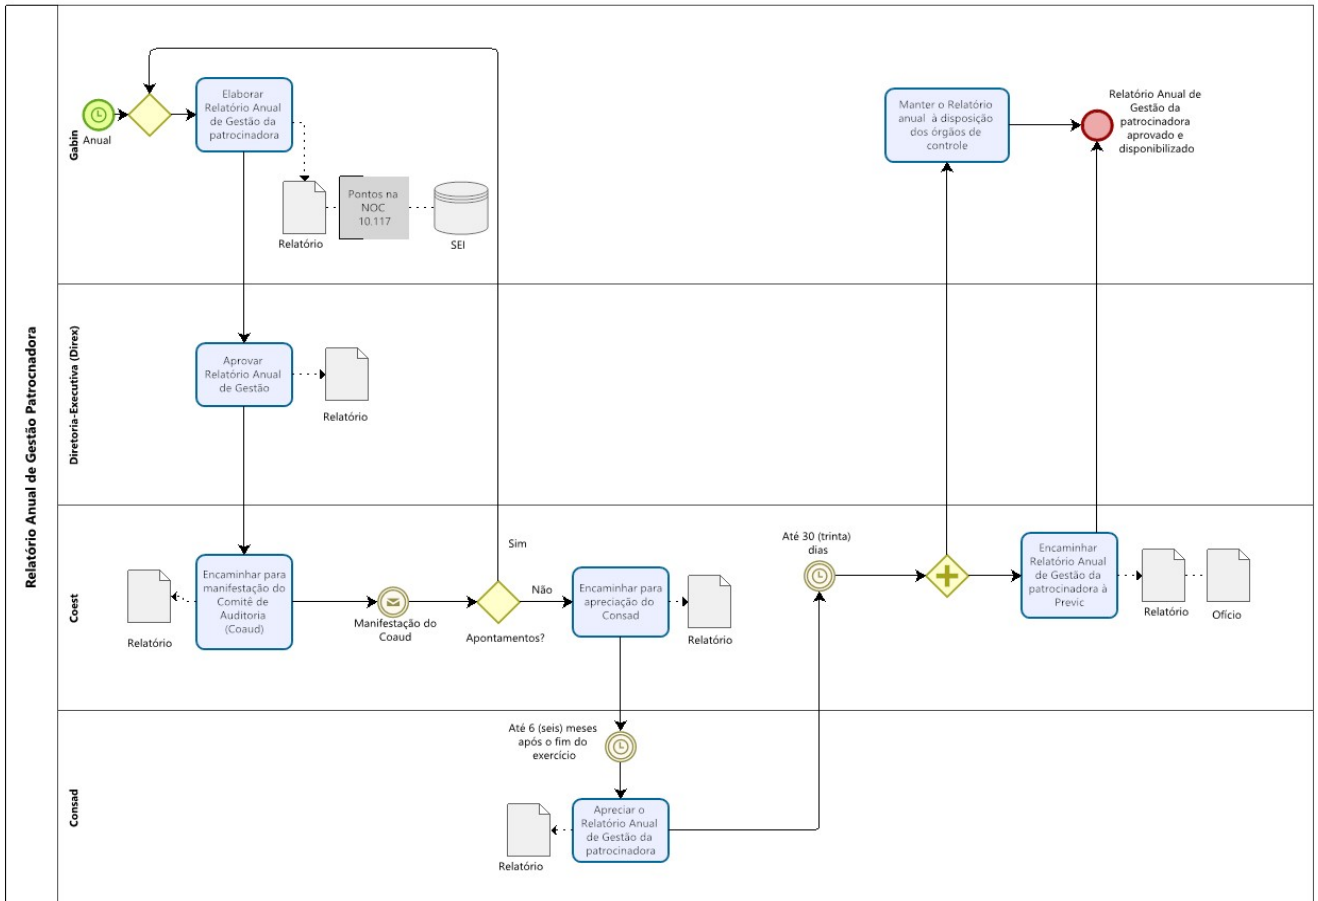 Relatório Anual de Gestão Patrocnadora
Gabin
Anual
Elaborar
Relatório Anual
de Gestão da
patrocinadora
Relatório
Pontos na
NOC
10.117
SEI
Manter o Relatório
anual à disposição
dos órgãos de
controle
Relatório Anual de
Gestão da
patrocinadora
aprovado e
disponibilizado
Diretoria-Executiva (Direx)
Aprovar
Relatório Anual
de Gestão
Relatório
Coest
Relatório
Encaminhar para
manifestação do
Comitê de
Auditoria
(Coaud)
Manifestação do
Coaud
Sim
Não
Apontamentos?
Encaminhar para
apreciação do
Consad
Relatório
Até 30 (trinta)
dias
Encaminhar
Relatório Anual
de Gestão da
patrocinadora à
Previc
Relatório
Ofício
Consad
Até 6 (seis) meses
após o fim do
exercício
Relatório
Apreciar o
Relatório Anual
de Gestão da
patrocinadora